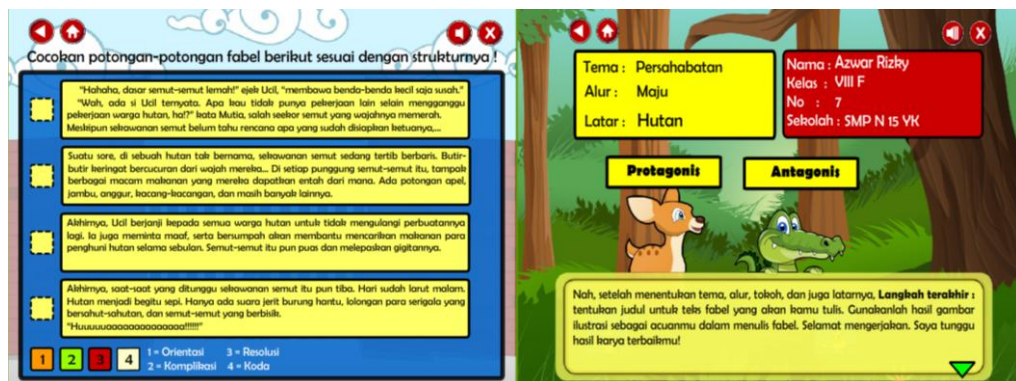 Cocokan potongan-potongan fabel berikut sesuai dengan strukturnya !
"Hahaha, dasar semut-semut lemah!" ejek Ucil, "membawa benda-benda kecil saja susah."
"Wah, ada si Ucil ternyata. Apa kau tidak punya pekerjaan lain selain mengganggu
pekerjaan warga hutan, ha!?" kata Mutia, salah seekor semut yang wajahnya memerah.
Meskipun sekawanan semut belum tahu rencana apa yang sudah disiapkan ketuanya,...
Suatu sore, di sebuah hutan tak bernama, sekawanan semut sedang tertib berbaris. Butir-
butir keringat bercucuran dari wajah mereka... Di setiap punggung semut-semut itu, tampak
berbagai macam makanan yang mereka dapatkan entah dari mana. Ada potongan apel,
jambu, anggur, kacang-kacangan, dan masih banyak lainnya.
Akhirnya, Ucil berjanji kepada semua warga hutan untuk tidak mengulangi perbuatannya
lagi. Ia juga meminta maaf, serta bersumpah akan membantu mencarikan makanan para
penghuni hutan selama sebulan. Semut-semut itu pun puas dan melepaskan gigitannya.
Akhirnya, saat-saat yang ditunggu sekawanan semut itu pun tiba. Hari sudah larut malam.
Hutan menjadi begitu sepi. Hanya ada suara jerit burung hantu, lolongan para serigala yang
bersahut-sahutan, dan semut-semut yang berbisik.
"Huuuuuaaaaaaaaaaaaaaa!!!!!"
1 2 3 4
1 = Orientasi 3 = Resolusi
2 = Komplikasi 4 = Koda
X
Tema : Persahabatan
Alur : Maju
Latar : Hutan
Nama : Azwar Rizky
Kelas : VIII F
No : 7
Sekolah : SMP N 15 YK
X
Protagonis
Antagonis
Nah, setelah menentukan tema, alur, tokoh, dan juga latarnya, Langkah terakhir :
tentukan judul untuk teks fabel yang akan kamu tulis. Gunakanlah hasil gambar
ilustrasi sebagai acuanmu dalam menulis fabel. Selamat mengerjakan. Saya tunggu
hasil karya terbaikmu!